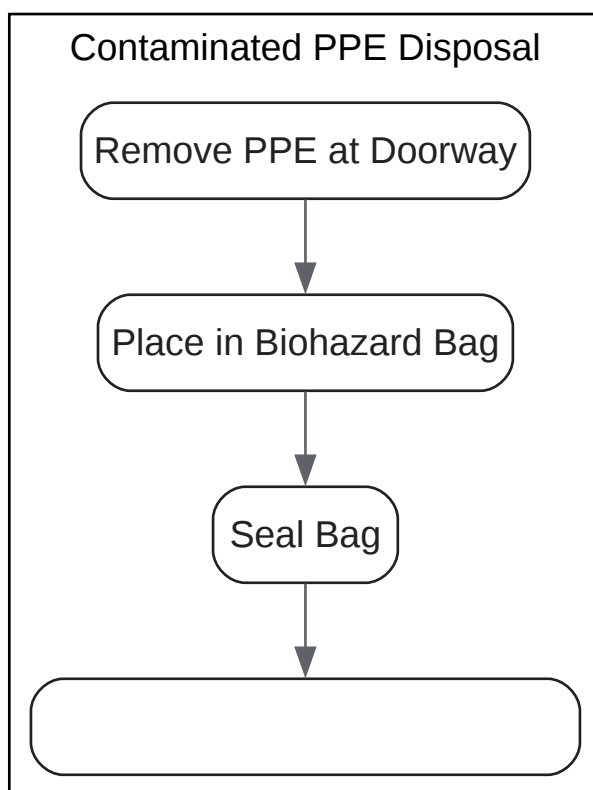 Contaminated PPE Disposal
Remove PPE at Doorway
Place in Biohazard Bag
Seal Bag